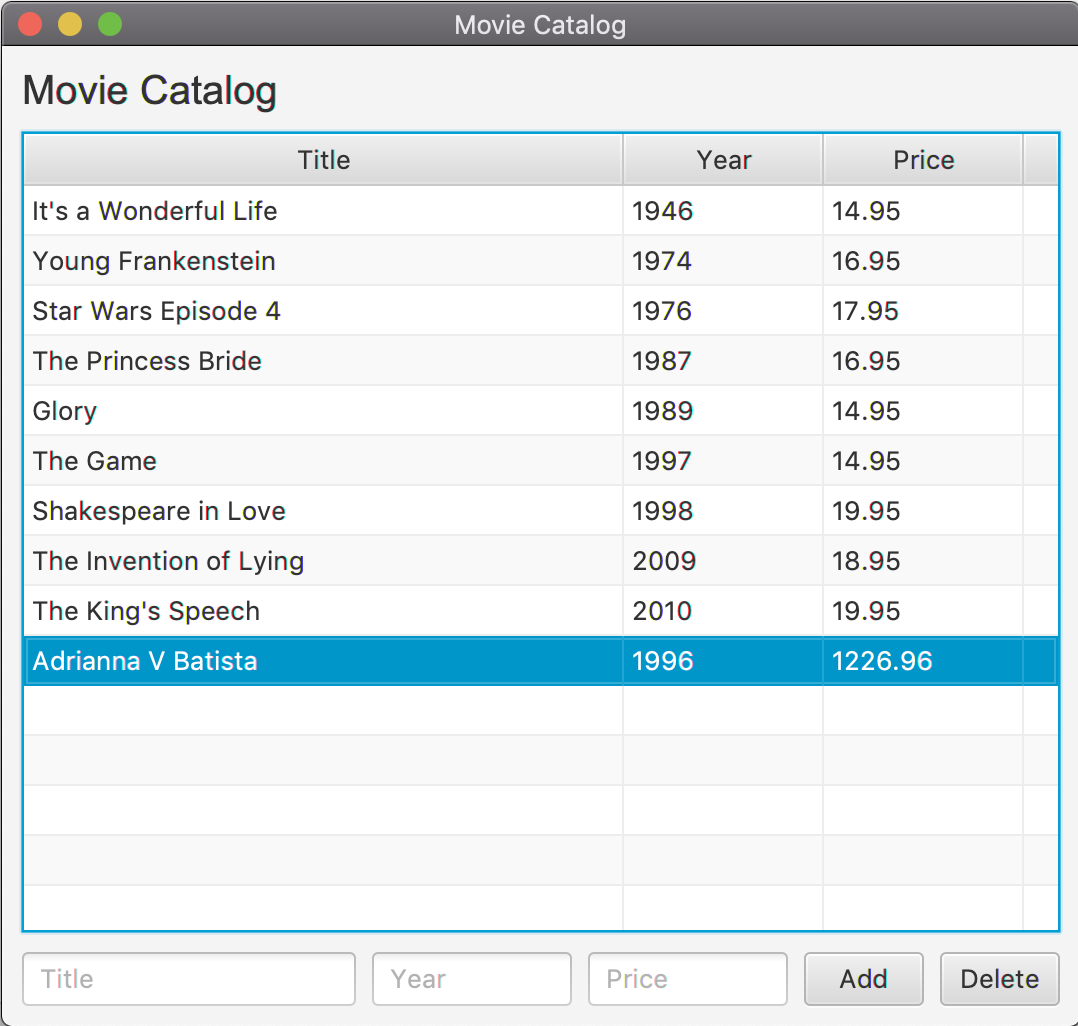 Movie Catalog
Movie Catalog
Title Year Price
It's a Wonderful Life 1946 14.95
Young Frankenstein 1974 16.95
Star Wars Episode 4 1976 17.95
The Princess Bride 1987 16.95
Glory 1989 14.95
The Game 1997 14.95
Shakespeare in Love 1998 19.95
The Invention of Lying 2009 18.95
The King's Speech 2010 19.95
Adrianna V Batista 1996 1226.96
Title Year Price Add Delete